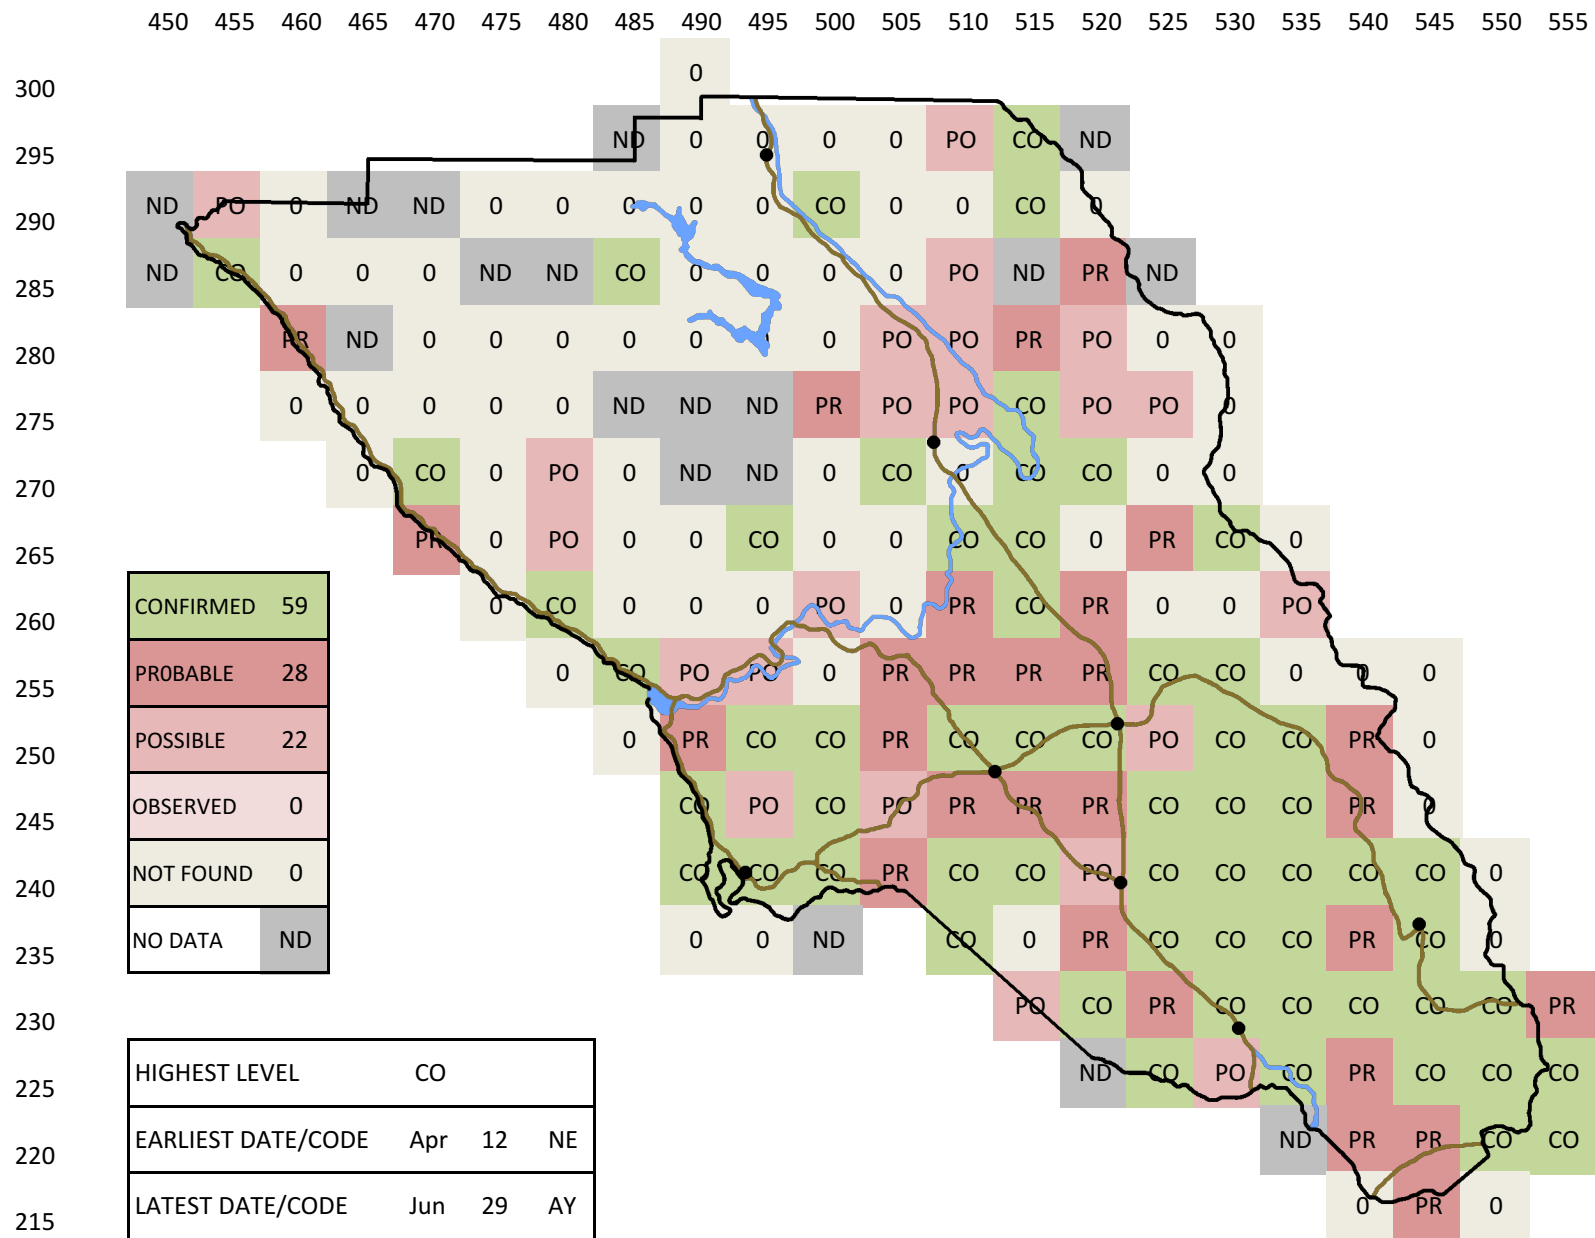 450 455 460 465 470 475 480 485 490 495 500 505 510 515 520 525 530 535 540 545 550 555
0
300
ND 0 0 0 0 PO CO ND
295
ND PO 0 ND ND 0 0 0 0 0 CO 0 0 CO 0
290
ND CO 0 0 0 ND ND CO 0 0 0 0 PO ND PR ND
285
PR ND 0 0 0 0 0 0 0 PO PO PR PO 0 0
280
0 0 0 0 0 ND ND ND PR PO PO CO PO PO 0
275
0 CO 0 PO 0 ND ND 0 CO 0 CO CO 0 0
270
PR 0 PO 0 0 CO 0 0 CO CO 0 PR CO 0
265
CONFIRMED 59
0 CO 0 0 0 PO 0 PR CO PR 0 0 PO
260
PR0BABLE 28
0 CO PO PO 0 PR PR PR PR CO CO 0 0 0
255
POSSIBLE 22
0 PR CO CO PR CO CO CO PO CO CO PR 0
250
OBSERVED 0
CO PO CO PO PR PR PR CO CO CO PR 0
245
NOT FOUND 0
CO CO CO PR CO CO PO CO CO CO CO CO 0
240
NO DATA ND
0 0 ND CO 0 PR CO CO CO PR CO 0
235
PO CO PR CO CO CO CO CO PR
230
HIGHEST LEVEL CO
ND CO PO CO PR CO CO CO
225
EARLIEST DATE/CODE Apr 12 NE
ND PR PR CO CO
220
LATEST DATE/CODE Jun 29 AY
0 PR 0
215